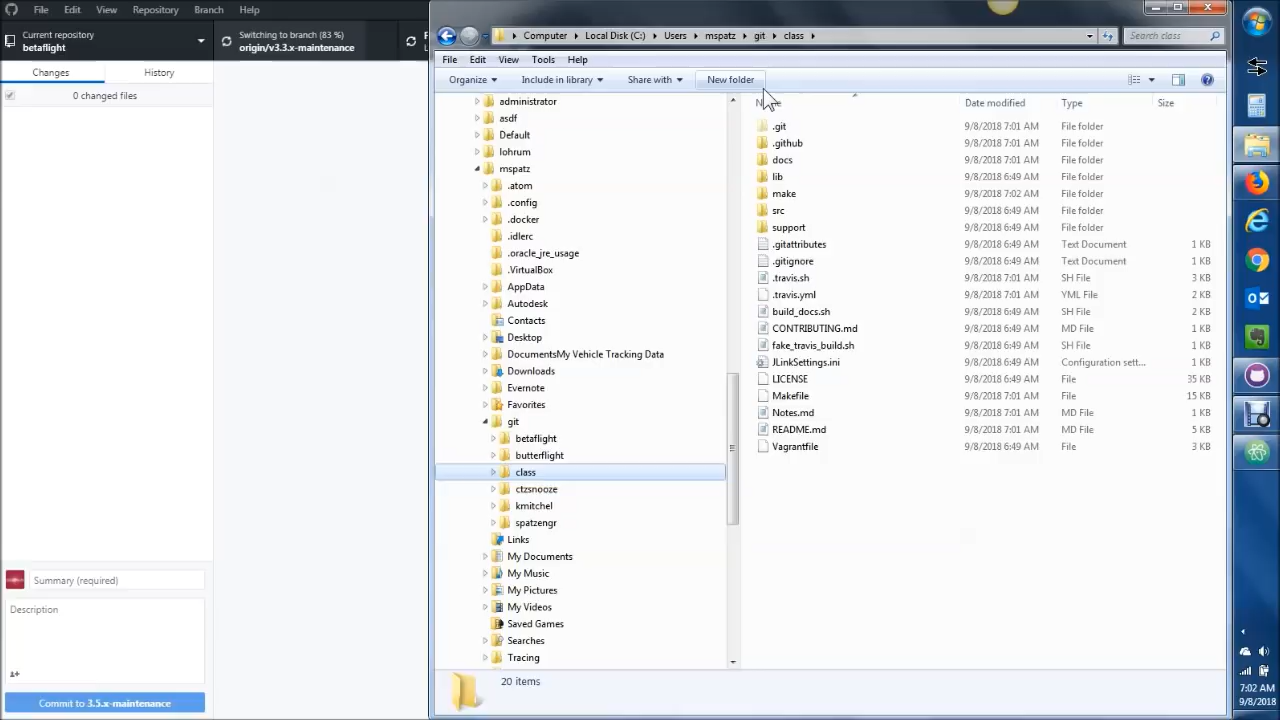 File Edit View Repository Branch Help
Current repository
betaflight
Switching to branch (83 %)
origin/v3.3.x-maintenance
Changes History
0 changed files
Summary (required)
Description
Commit to 3.5.x-maintenance
Computer Local Disk (C:) Users mspatz git class
Search class
File Edit View Tools Help
Organize Include in library Share with New folder
administrator
asdf
Default
lohrum
mspatz
.atom
.config
.docker
.idlerc
.oracle_jre_usage
.VirtualBox
AppData
Autodesk
Contacts
Desktop
DocumentsMy Vehicle Tracking Data
Downloads
Evernote
Favorites
git
betaflight
butterflight
class
ctzsnooze
kmitchel
spatzengr
Links
My Documents
My Music
My Pictures
My Videos
Saved Games
Searches
Tracing
Date modified Type Size
.git 9/8/2018 7:01 AM File folder
.github 9/8/2018 7:01 AM File folder
docs 9/8/2018 7:01 AM File folder
lib 9/8/2018 6:49 AM File folder
make 9/8/2018 7:02 AM File folder
src 9/8/2018 6:49 AM File folder
support 9/8/2018 6:49 AM File folder
.gitattributes 9/8/2018 6:49 AM Text Document 1 KB
.gitignore 9/8/2018 6:49 AM Text Document 1 KB
.travis.sh 9/8/2018 7:01 AM SH File 3 KB
.travis.yml 9/8/2018 7:01 AM YML File 2 KB
build_docs.sh 9/8/2018 7:01 AM SH File 2 KB
CONTRIBUTING.md 9/8/2018 6:49 AM MD File 1 KB
fake_travis_build.sh 9/8/2018 6:49 AM SH File 1 KB
JLinkSettings.ini 9/8/2018 6:49 AM Configuration sett... 1 KB
LICENSE 9/8/2018 6:49 AM File 35 KB
Makefile 9/8/2018 7:01 AM File 15 KB
Notes.md 9/8/2018 7:01 AM MD File 1 KB
README.md 9/8/2018 7:01 AM MD File 5 KB
Vagrantfile 9/8/2018 6:49 AM File 3 KB
20 items
7:02 AM
9/8/2018